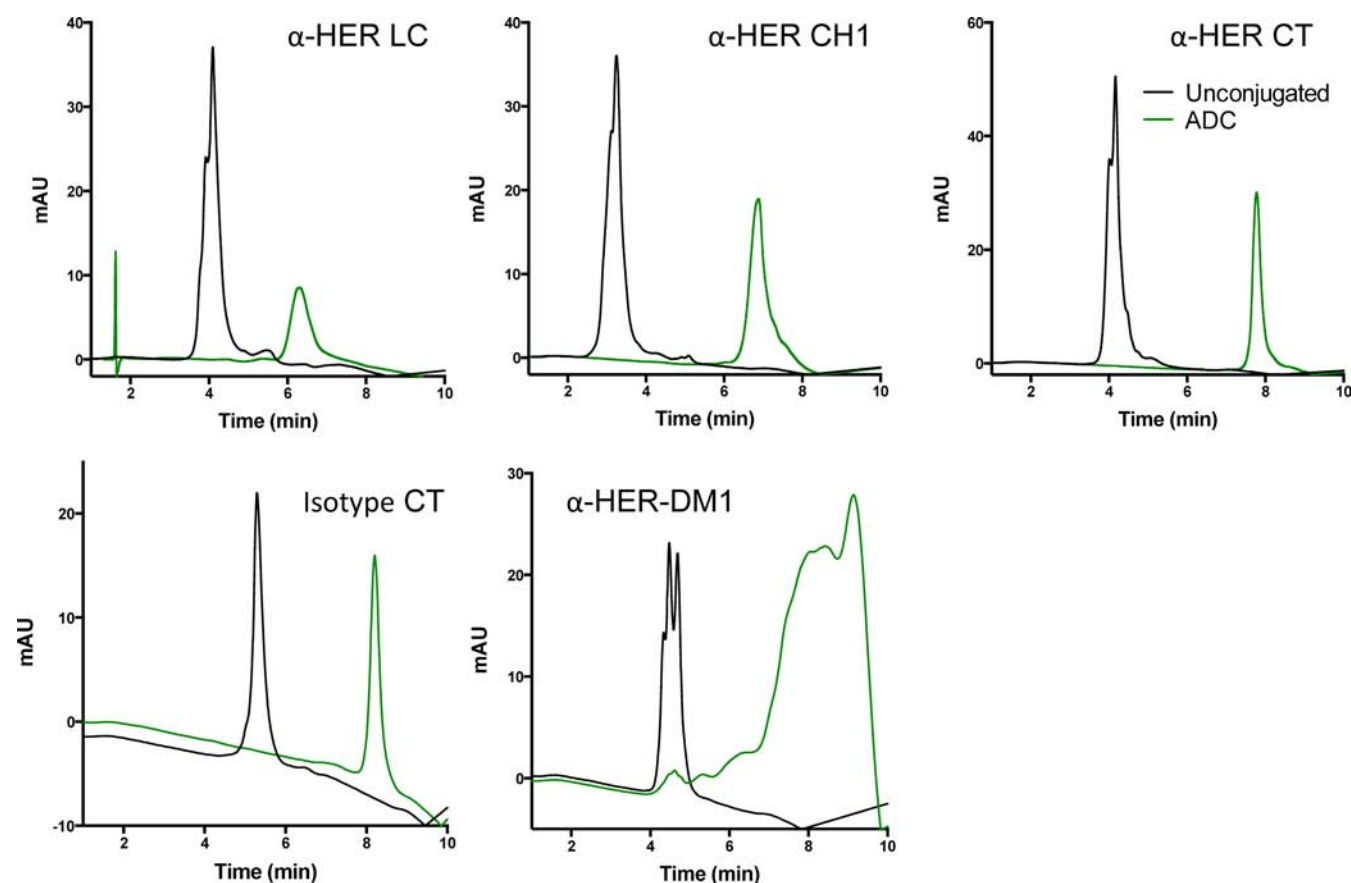 α-HER LC
40
30
20
10
0
mAU
2 4 6 8 10
Time (min)
α-HER CH1
40
30
20
10
0
mAU
2 4 6 8 10
Time (min)
α-HER CT
Unconjugated
ADC
60
40
20
0
mAU
2 4 6 8 10
Time (min)
Isotype CT
20
10
0
-10
mAU
2 4 6 8 10
Time (min)
α-HER-DM1
30
20
10
0
mAU
2 4 6 8 10
Time (min)